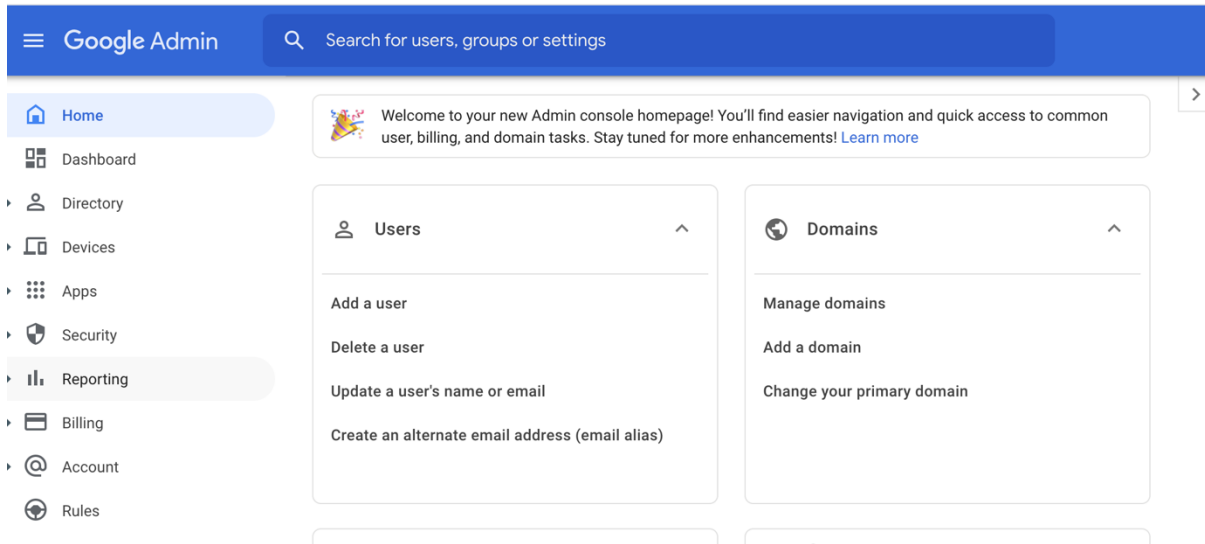 Google Admin
Search for users, groups or settings
Home
Dashboard
Directory
Devices
Apps
Security
Reporting
Billing
Account
Rules
Welcome to your new Admin console homepage! You'll find easier navigation and quick access to common
user, billing, and domain tasks. Stay tuned for more enhancements! Learn more
Users
Add a user
Delete a user
Update a user's name or email
Create an alternate email address (email alias)
Domains
Manage domains
Add a domain
Change your primary domain